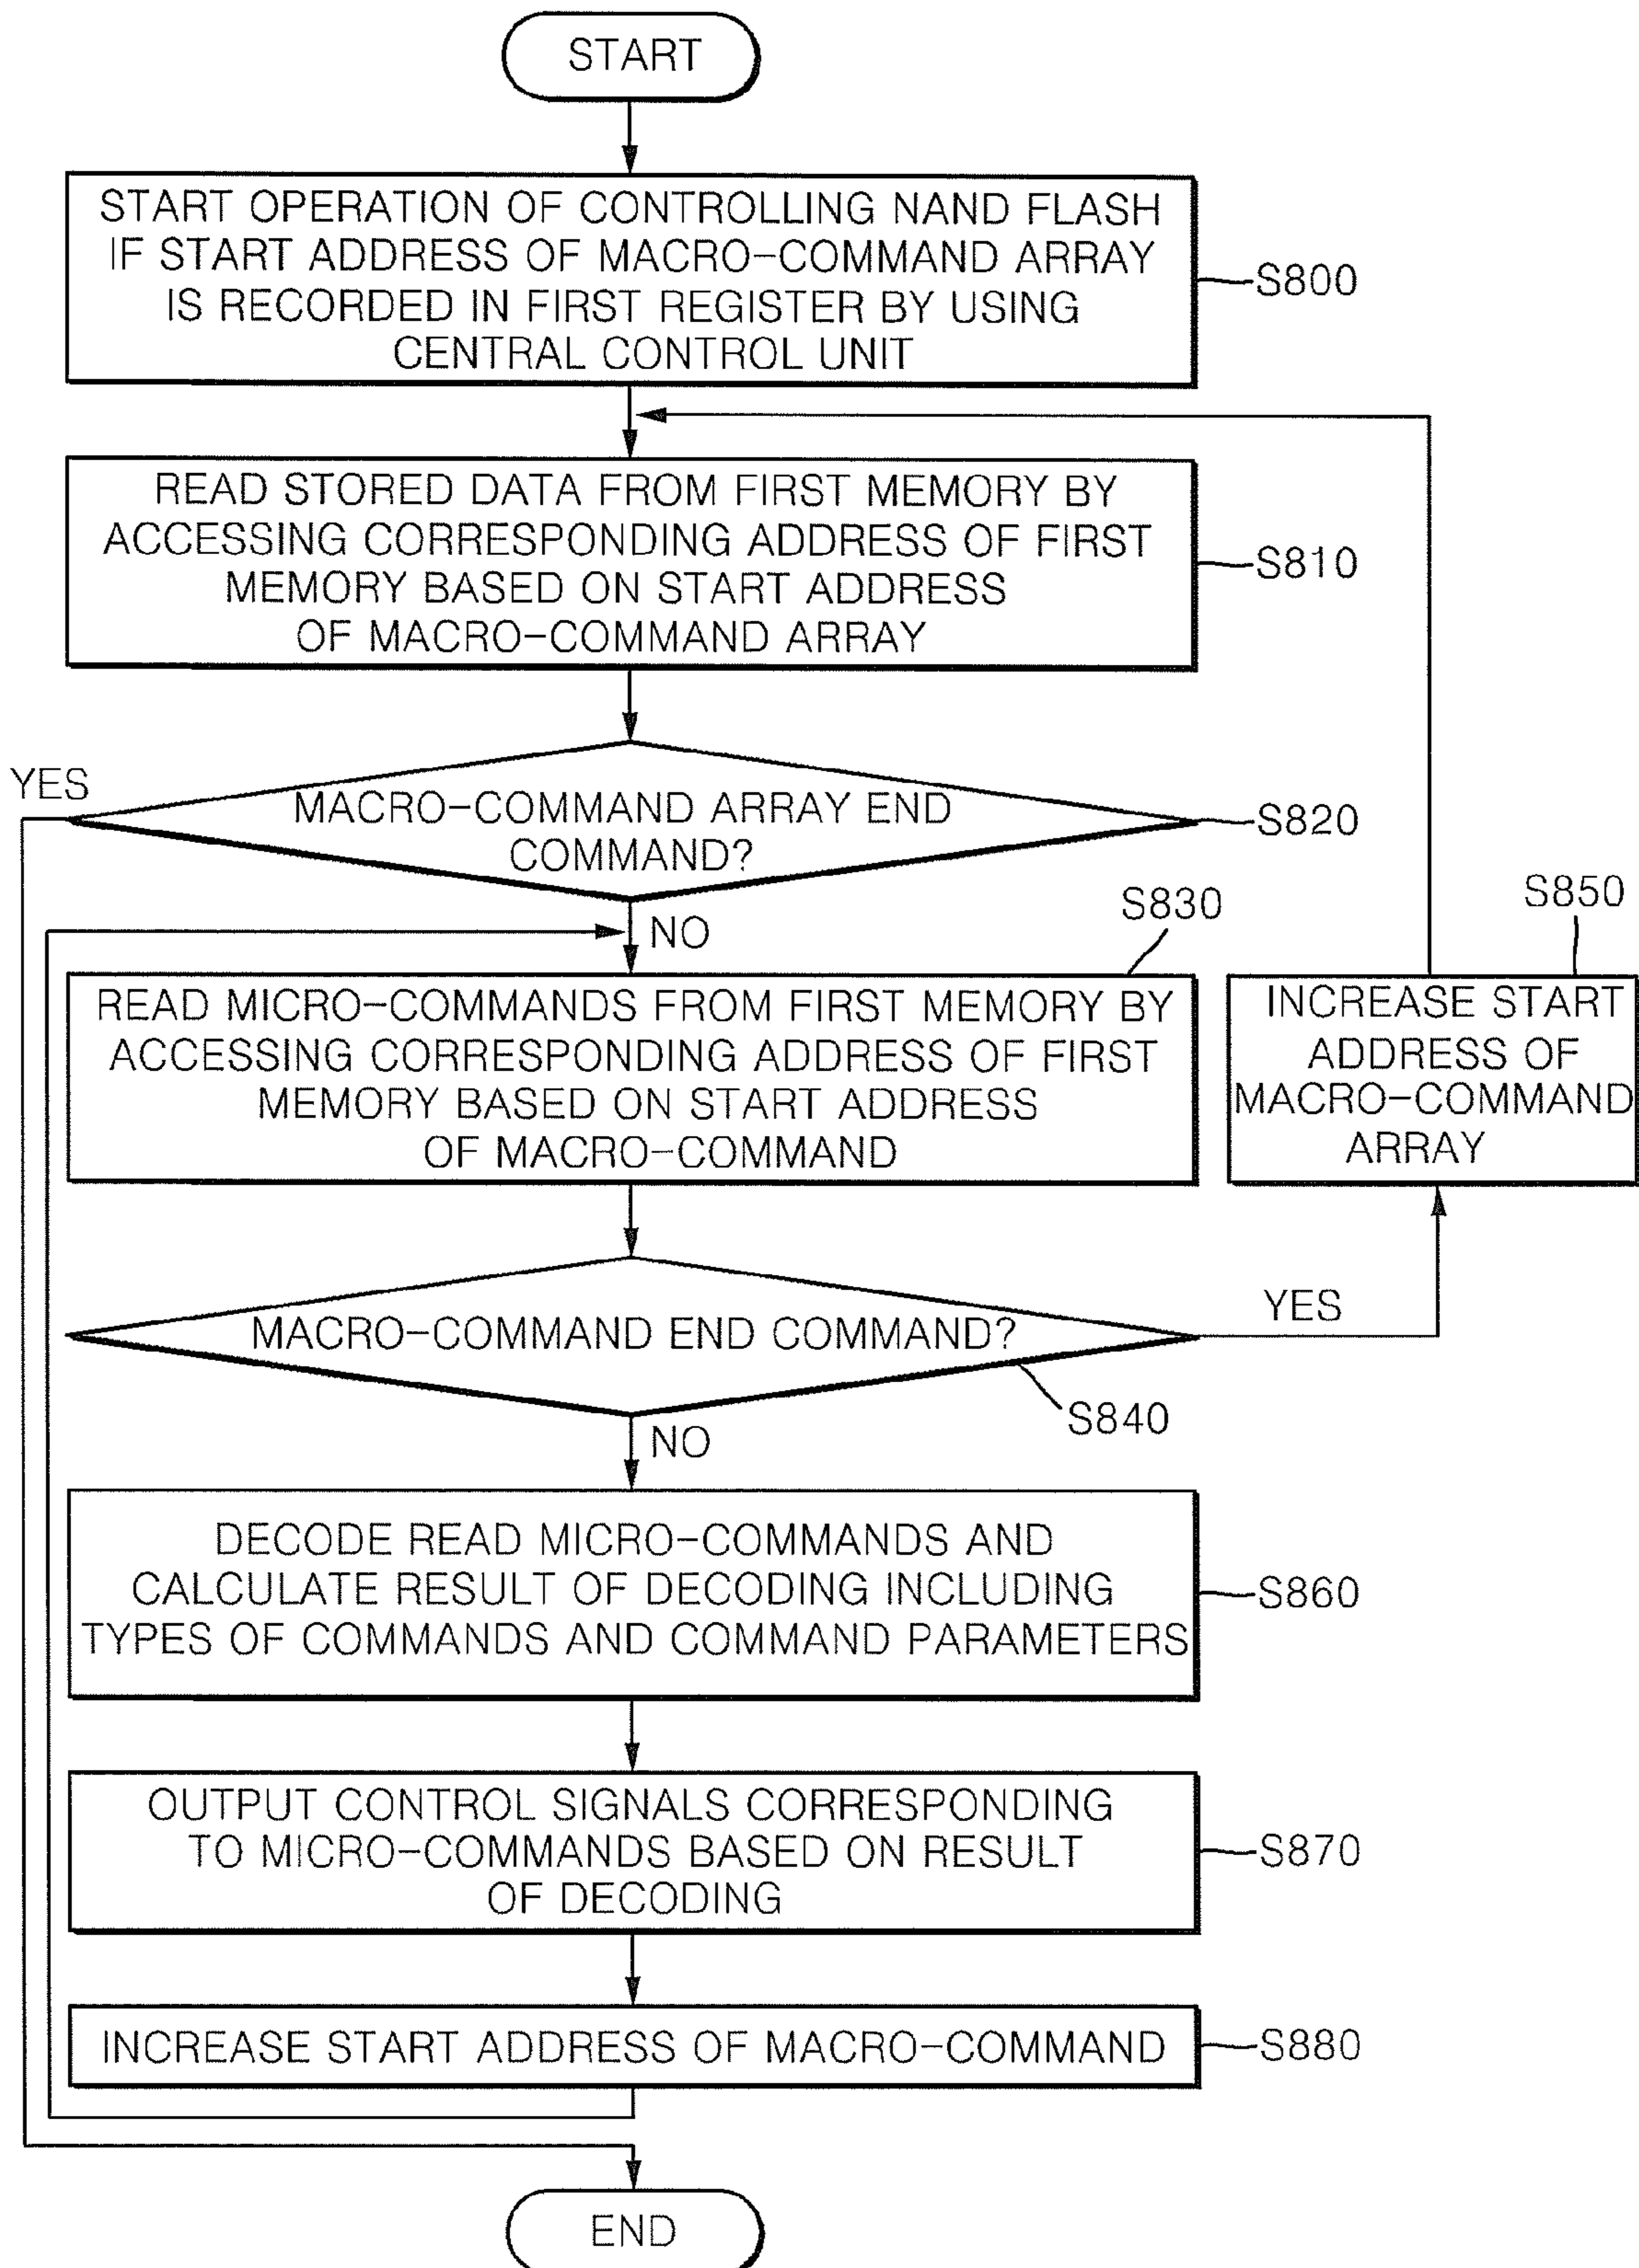 START
START OPERATION OF CONTROLLING NAND FLASH
IF START ADDRESS OF MACRO-COMMAND ARRAY
IS RECORDED IN FIRST REGISTER BY USING
CENTRAL CONTROL UNIT
S800
READ STORED DATA FROM FIRST MEMORY BY
ACCESSING CORRESPONDING ADDRESS OF FIRST
MEMORY BASED ON START ADDRESS
OF MACRO-COMMAND ARRAY
S810
YES
MACRO-COMMAND ARRAY END
COMMAND?
S820
NO
S830
READ MICRO-COMMANDS FROM FIRST MEMORY BY
ACCESSING CORRESPONDING ADDRESS OF FIRST
MEMORY BASED ON START ADDRESS
OF MACRO-COMMAND
S850
INCREASE START
ADDRESS OF
MACRO-COMMAND
ARRAY
MACRO-COMMAND END COMMAND?
YES
S840
NO
DECODE READ MICRO-COMMANDS AND
CALCULATE RESULT OF DECODING INCLUDING
TYPES OF COMMANDS AND COMMAND PARAMETERS
S860
OUTPUT CONTROL SIGNALS CORRESPONDING
TO MICRO-COMMANDS BASED ON RESULT
OF DECODING
S870
INCREASE START ADDRESS OF MACRO-COMMAND
S880
END